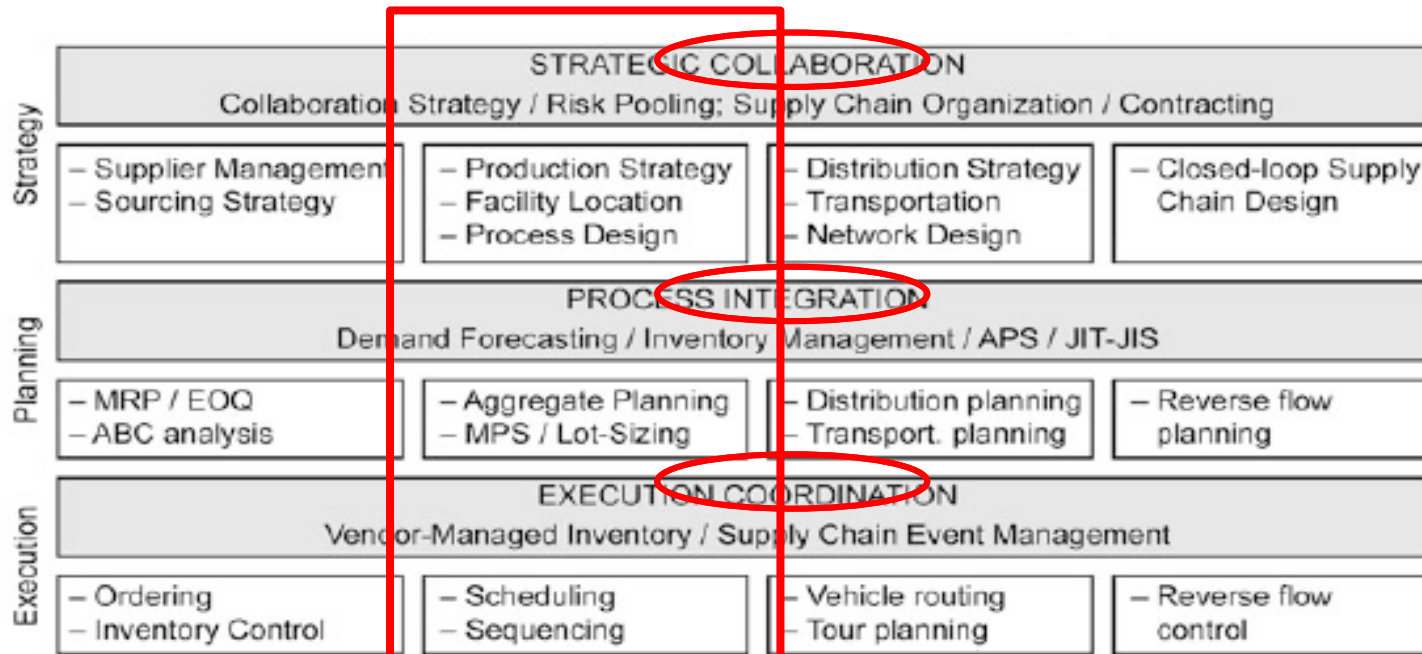 STRATEGIC COLLABORATION
Collaboration Strategy / Risk Pooling; Supply Chain Organization / Contracting
Strategy
– Supplier Management
– Sourcing Strategy
– Production Strategy
– Facility Location
– Process Design
– Distribution Strategy
– Transportation
– Network Design
– Closed-loop Supply
Chain Design
PROCESS INTEGRATION
Demand Forecasting / Inventory Management / APS / JIT-JIS
Planning
– MRP / EOQ
– ABC analysis
– Aggregate Planning
– MPS / Lot-Sizing
– Distribution planning
– Transport. planning
– Reverse flow
planning
EXECUTION COORDINATION
Vendor-Managed Inventory / Supply Chain Event Management
Execution
– Ordering
– Inventory Control
– Scheduling
– Sequencing
– Vehicle routing
– Tour planning
– Reverse flow
control